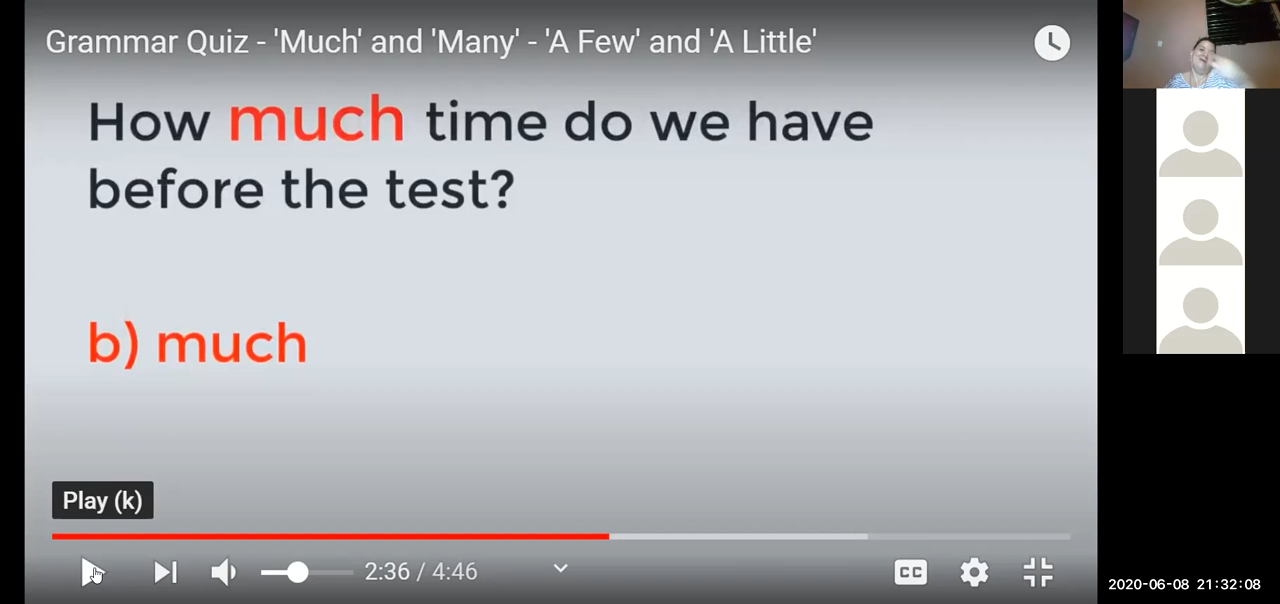 Grammar Quiz - 'Much' and 'Many' - 'A Few' and 'A Little'
How much time do we have
before the test?
b) much
Play (k)
2:36 / 4:46
CC
2020-06-08 21:32:08